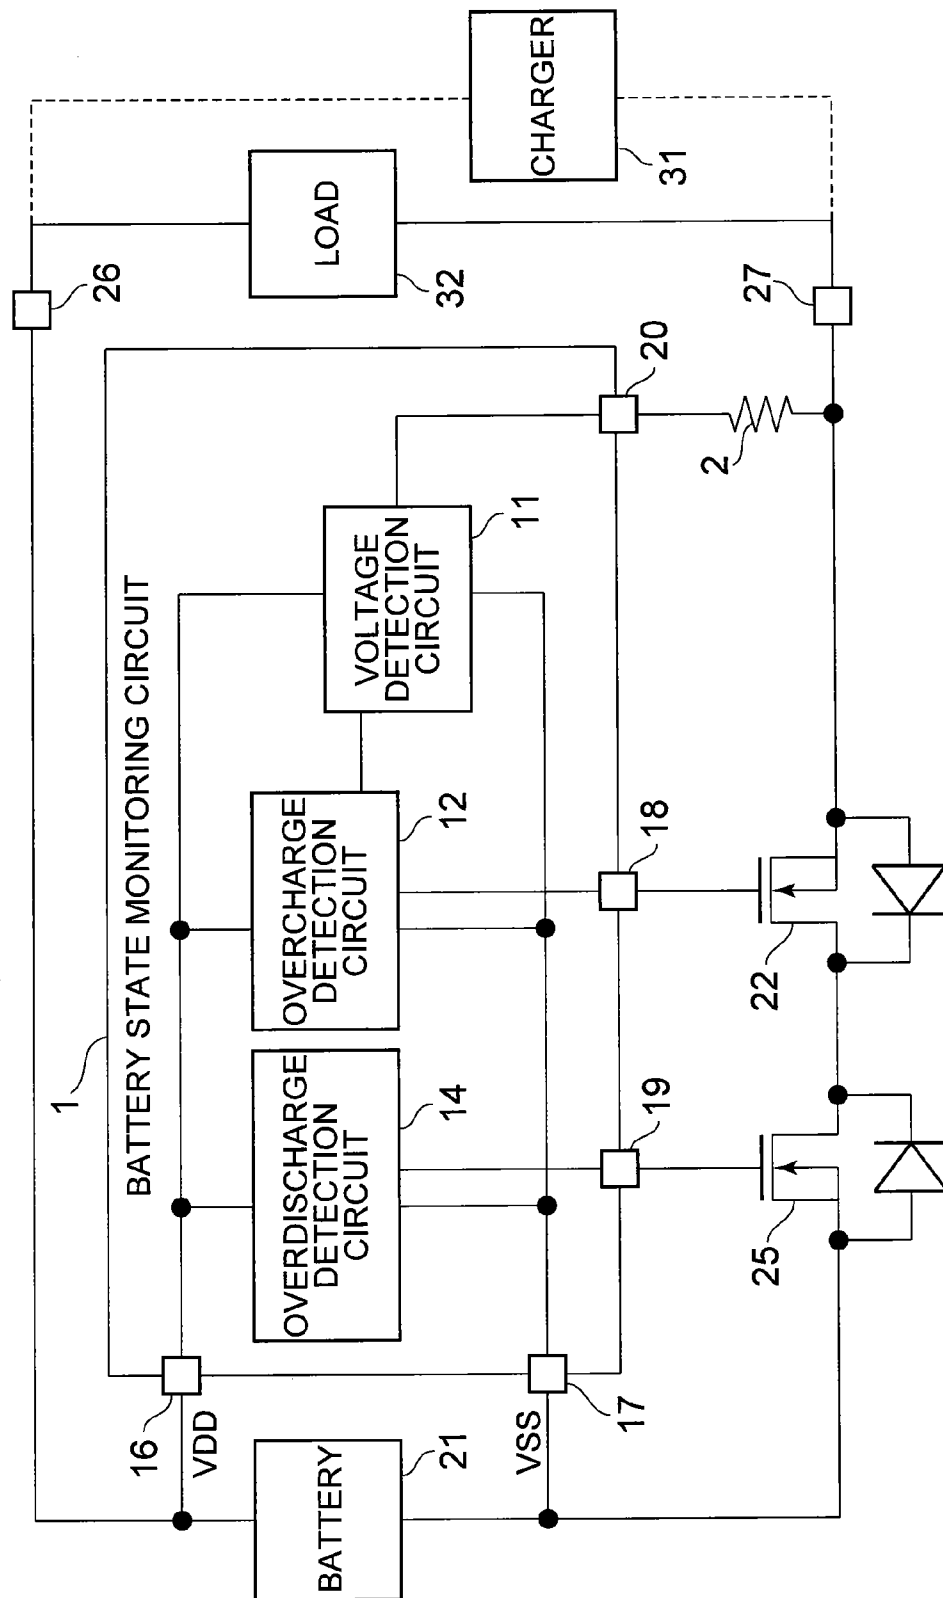 1
BATTERY STATE MONITORING CIRCUIT
26
16
VDD
BATTERY
21
OVERDISCHARGE
DETECTION
CIRCUIT
14
OVERCHARGE
DETECTION
CIRCUIT
12
VOLTAGE
DETECTION
CIRCUIT
11
LOAD
32
CHARGER
31
VSS
17
19
18
20
2
27
25
22